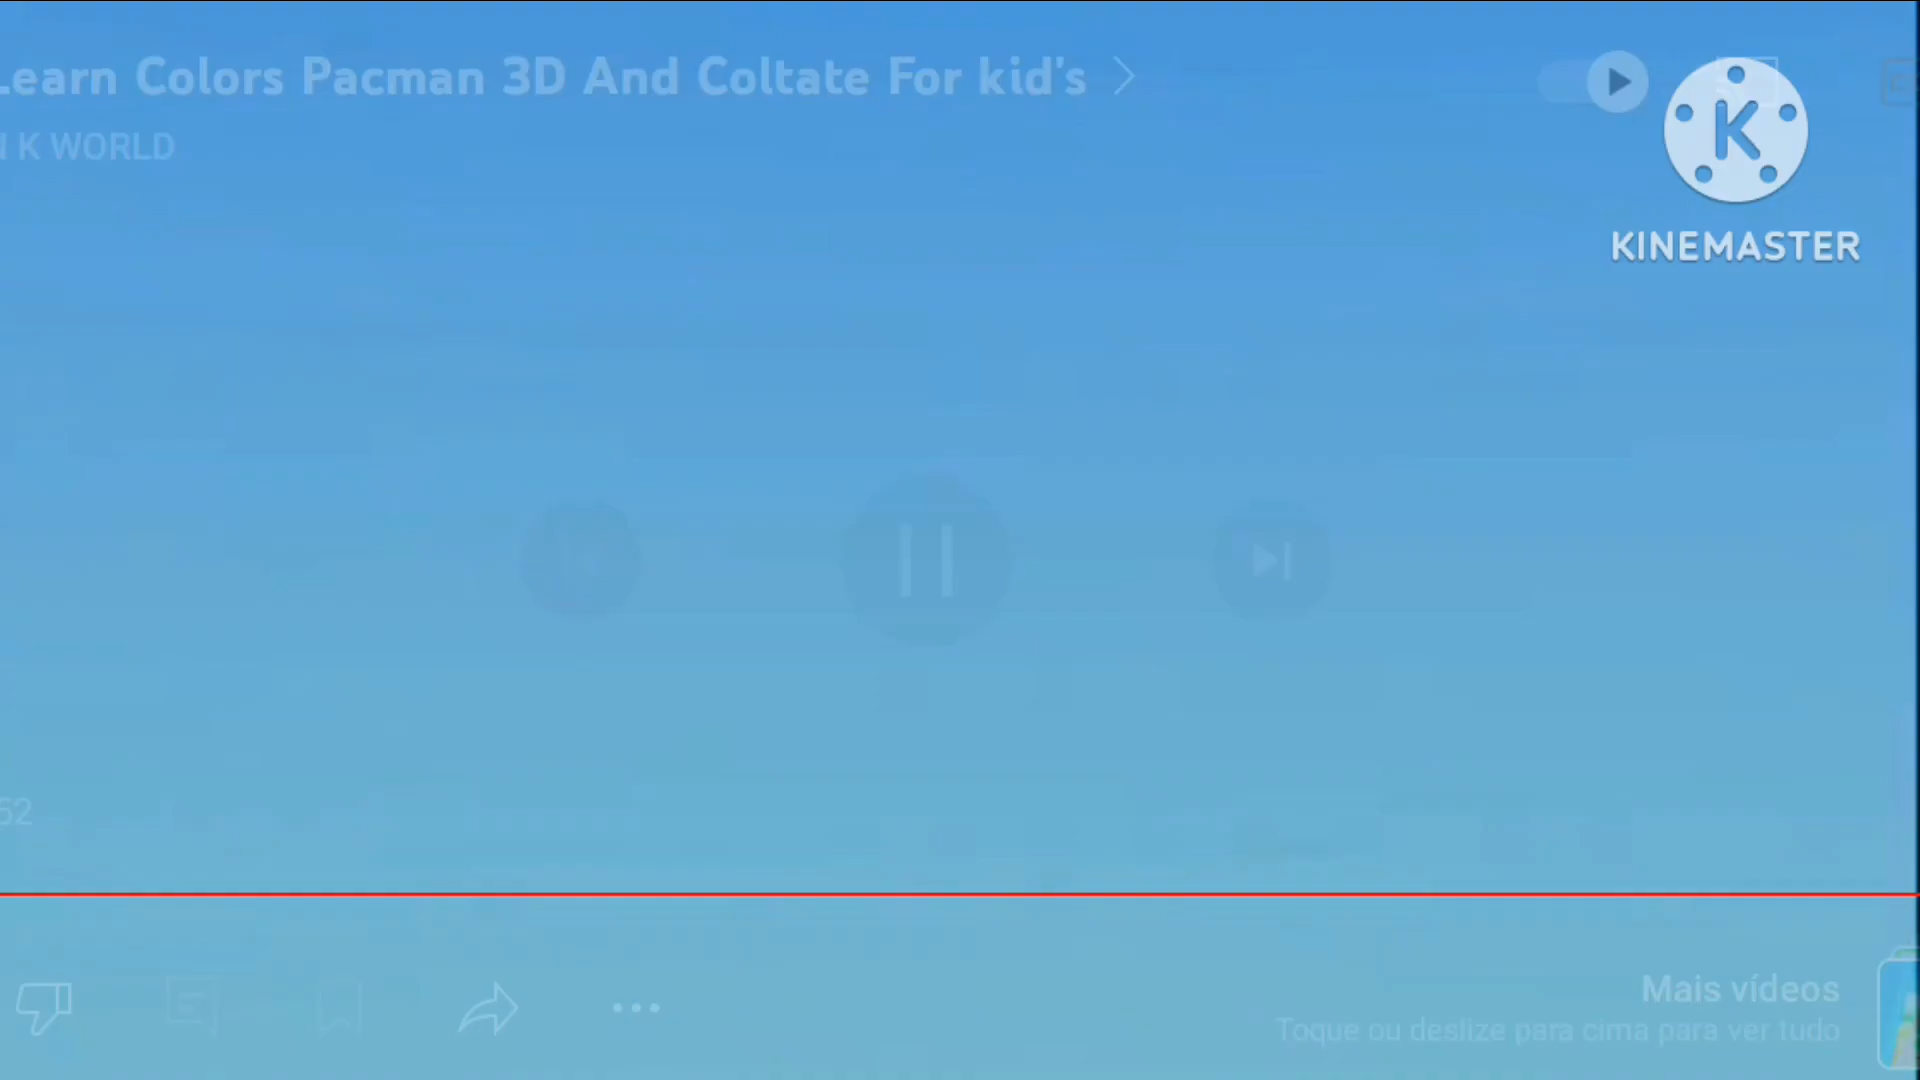 Learn Colors Pacman 3D And Coltate For kid's
K WORLD
KINEMASTER
52
Mais vídeos
Toque ou deslize para cima para ver tudo